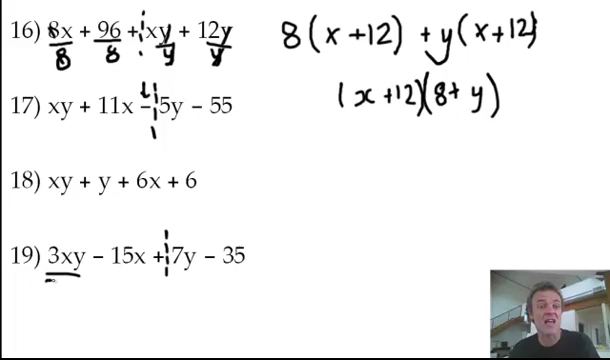 16) 8x + 96 + xy + 12y 8(x+12) + y(x+12)
8 8 y y (x+12)(8+y)
17) xy + 11x – 5y – 55
18) xy + y + 6x + 6
19) 3xy – 15x + 7y – 35